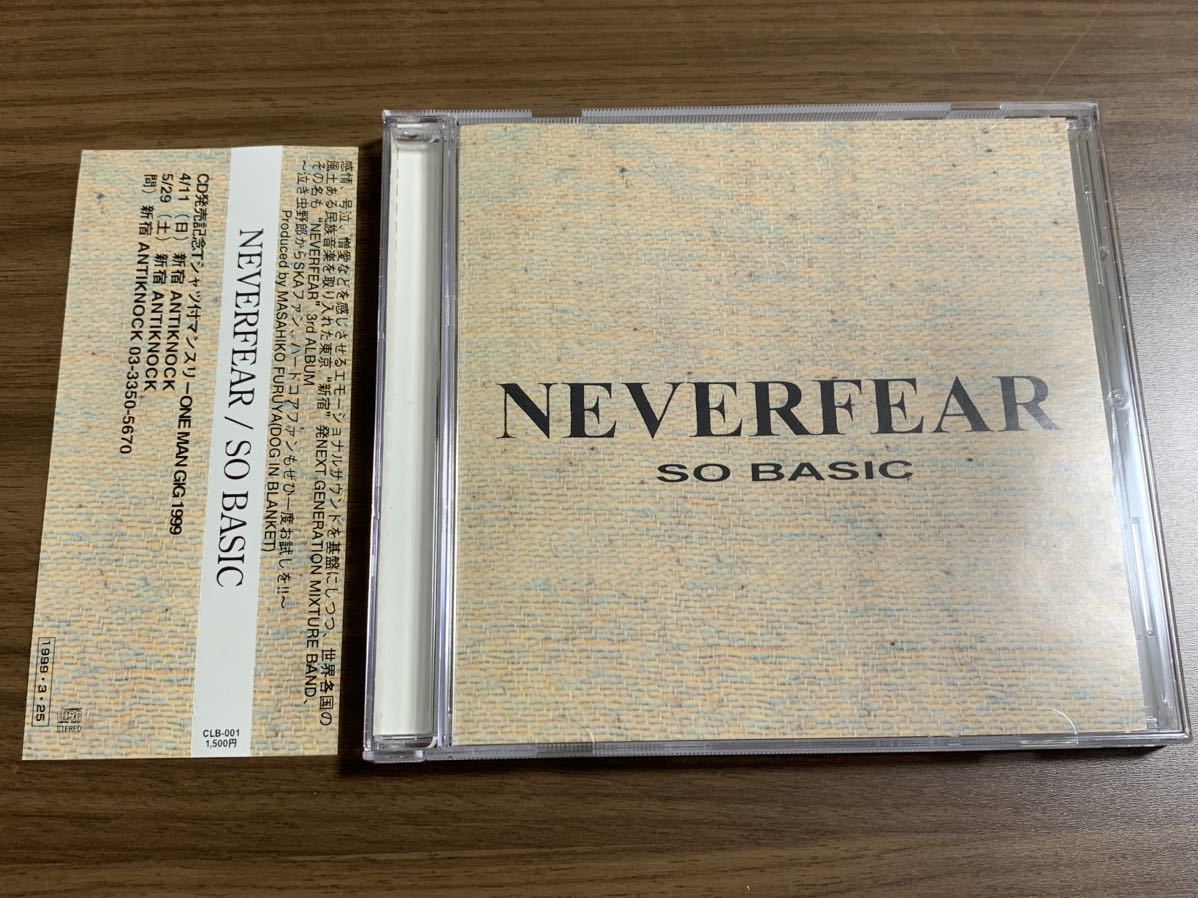 感情、号泣、憎愛などを感じさせるエモーショナルサウンドを基盤にしつつ、世界各国の
風土ある民族音楽を取り入れた東京“新宿”発NEXT GENERATION MIXTURE BAND、
その名も“NEVERFEAR”3rd ALBUM
～泣き虫野郎からSKAファン、ハードコアファンもぜひ一度お試しを!!～
Produced by MASAHIKO FURUYA(DOG IN BLANKET)
NEVERFEAR / SO BASIC
CLB-001
1,500円
CD発売記念Tシャツ付マンスリーONE MAN GIG 1999
4/11（日）新宿 ANTIKNOCK
5/29（土）新宿 ANTIKNOCK
問）新宿 ANTIKNOCK 03-3350-5670
1999・3・25
STEREO
NEVERFEAR
SO BASIC